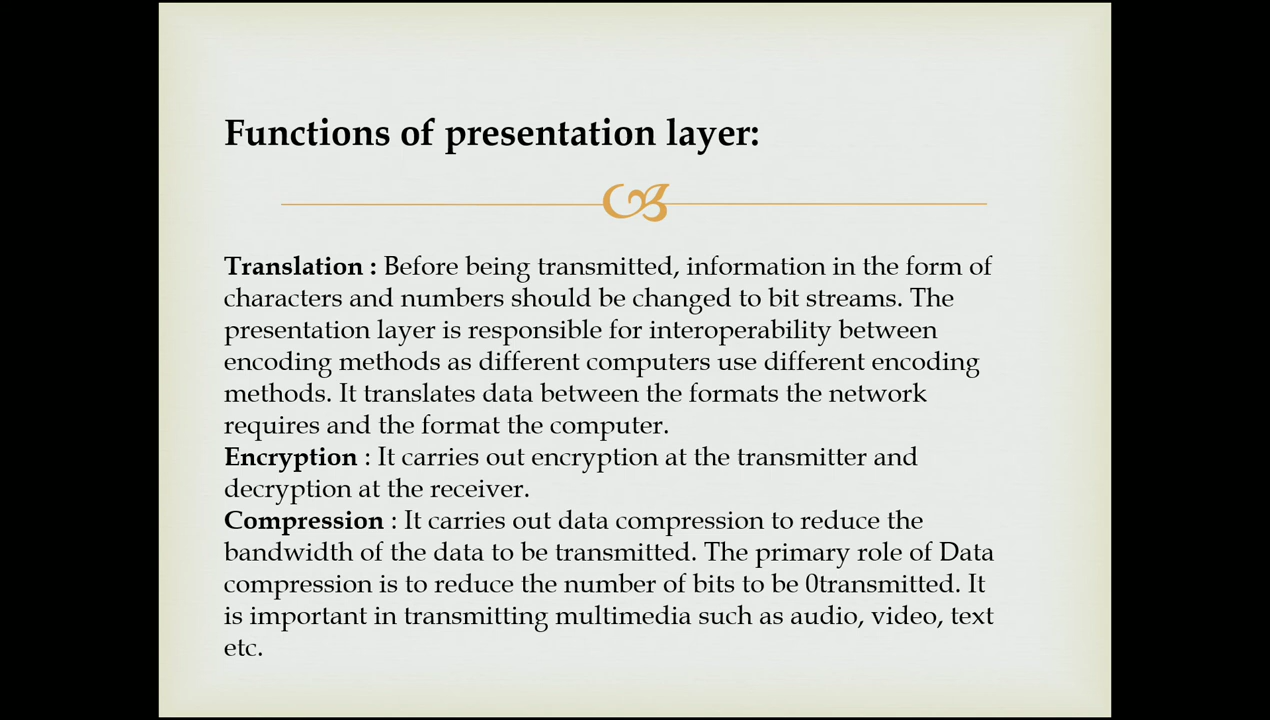 Functions of presentation layer:
Translation : Before being transmitted, information in the form of
characters and numbers should be changed to bit streams. The
presentation layer is responsible for interoperability between
encoding methods as different computers use different encoding
methods. It translates data between the formats the network
requires and the format the computer.
Encryption : It carries out encryption at the transmitter and
decryption at the receiver.
Compression : It carries out data compression to reduce the
bandwidth of the data to be transmitted. The primary role of Data
compression is to reduce the number of bits to be 0transmitted. It
is important in transmitting multimedia such as audio, video, text
etc.